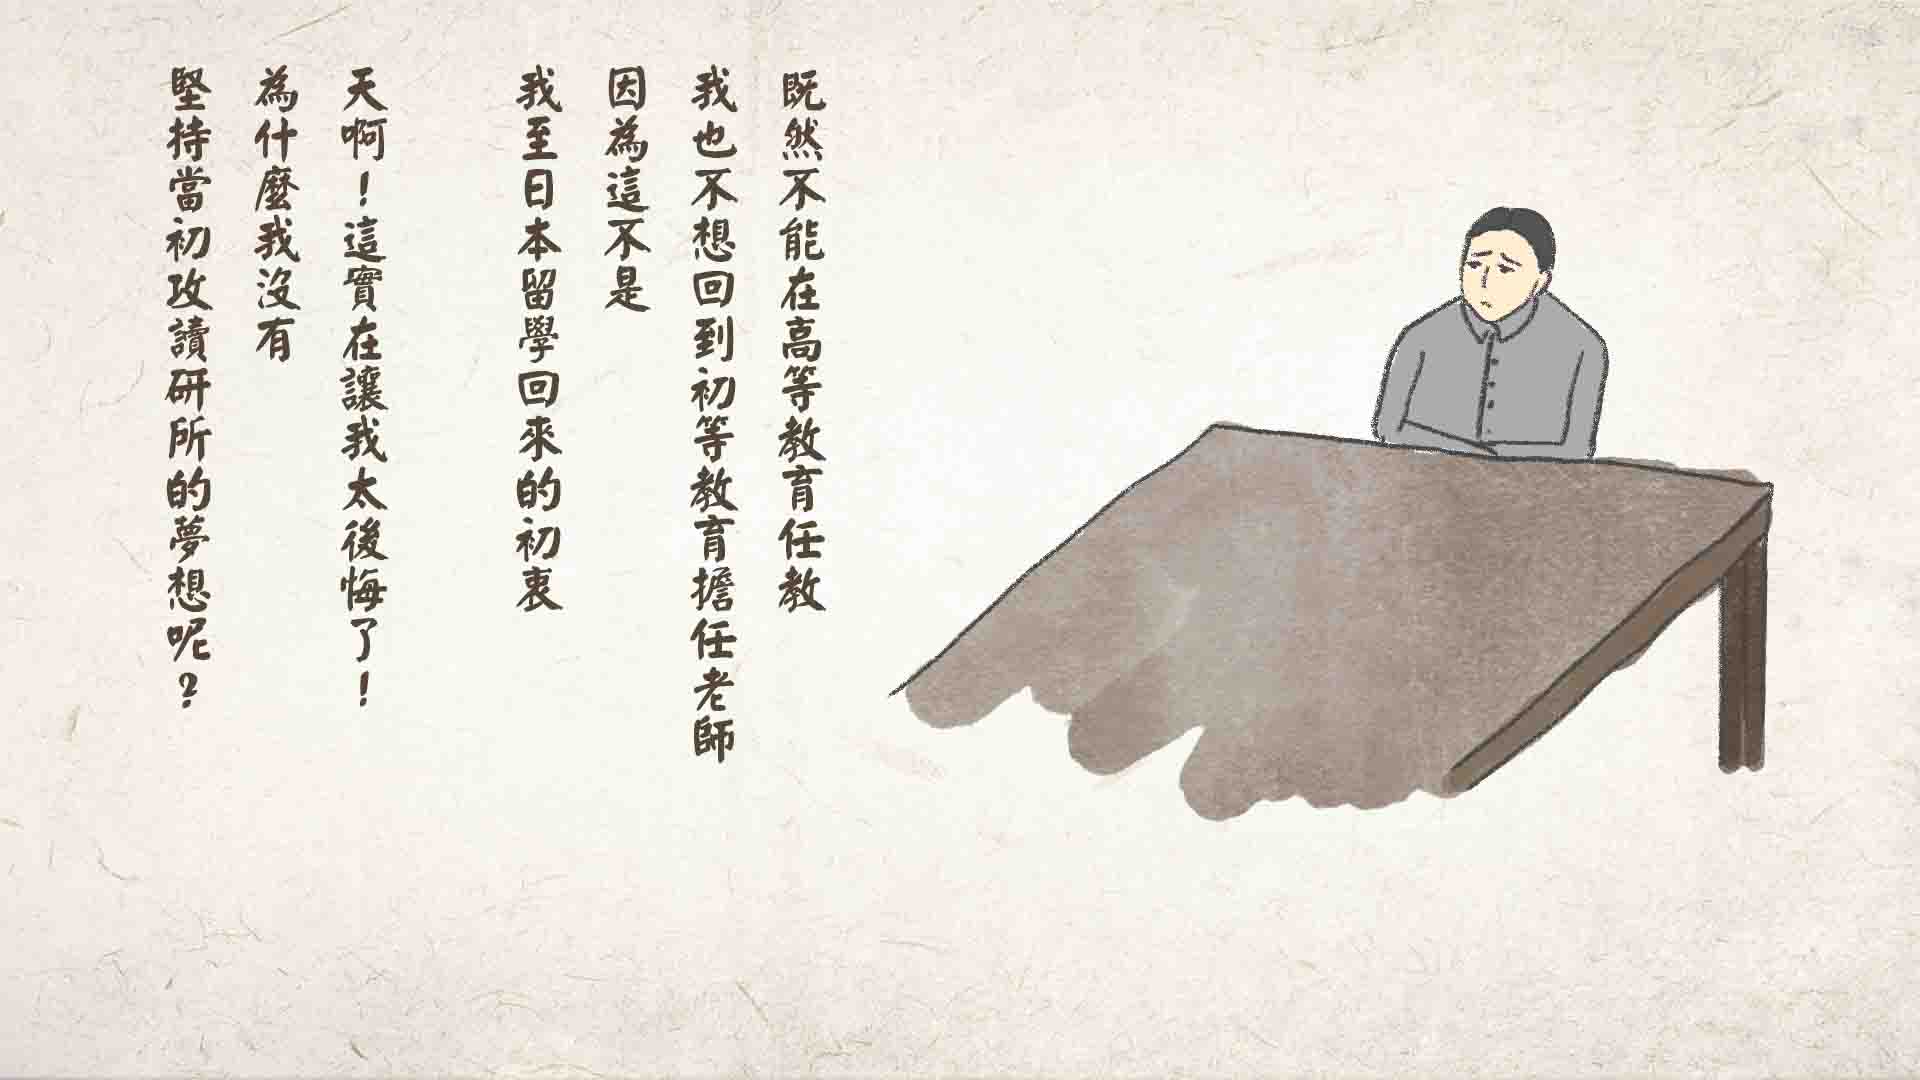 既然不能在高等教育任教
我也不想回到初等教育擔任老師
因為這不是
我至日本留學回來的初衷
天啊！這實在讓我太後悔了！
為什麼我沒有
堅持當初攻讀研所的夢想呢？